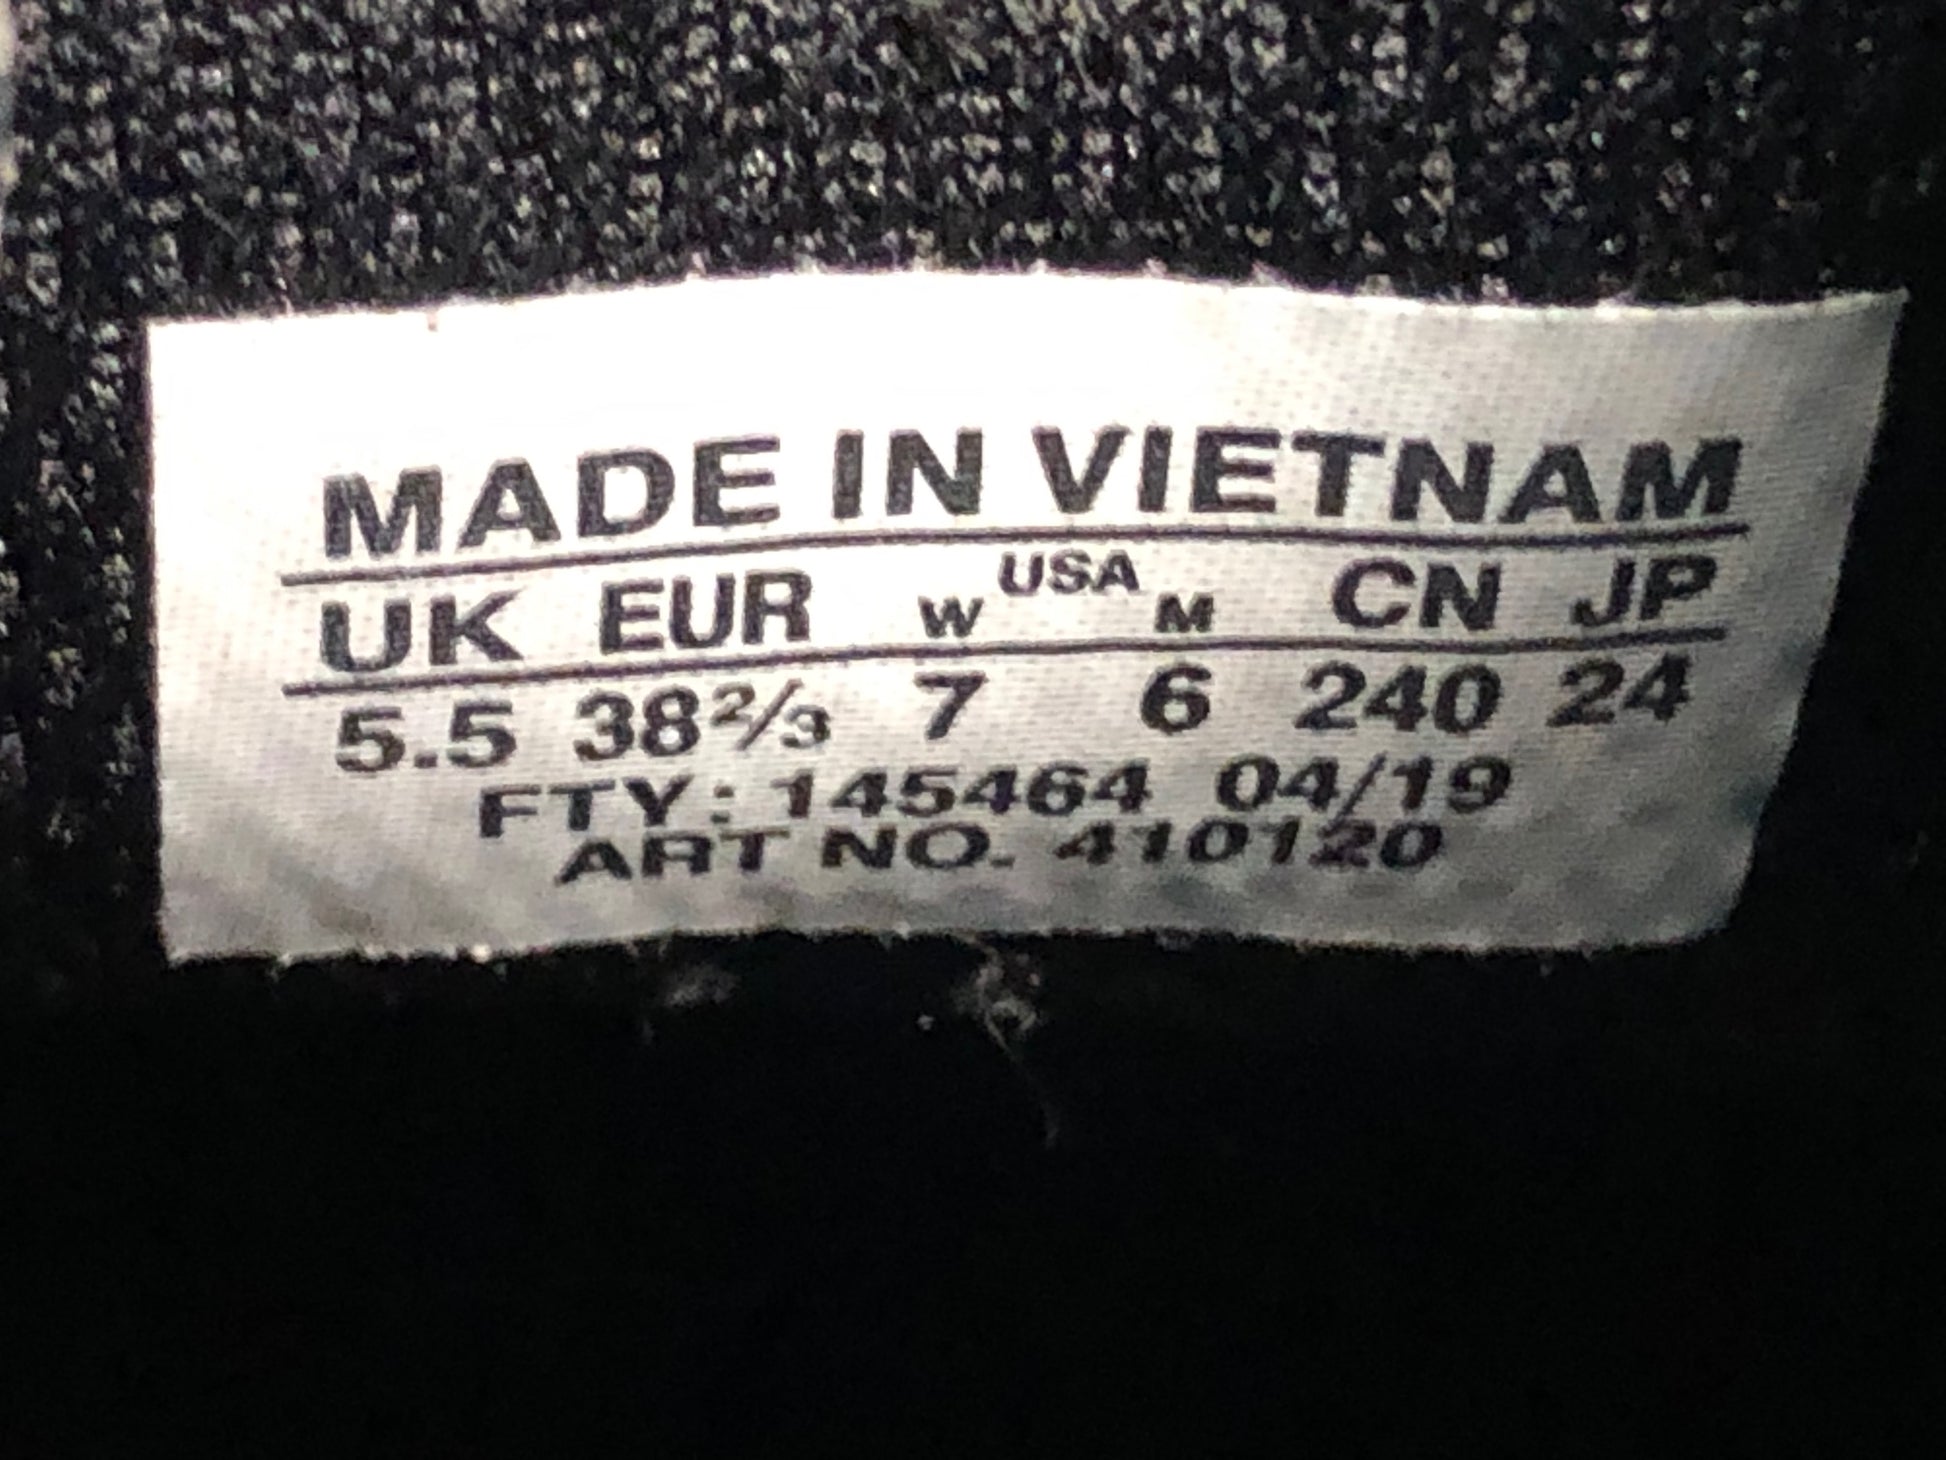 MADE IN VIETNAM
UK EUR W USA M CN JP
5.5 38⅔ 7 6 240 24
FTY: 145464 04/19
ART NO. 410120